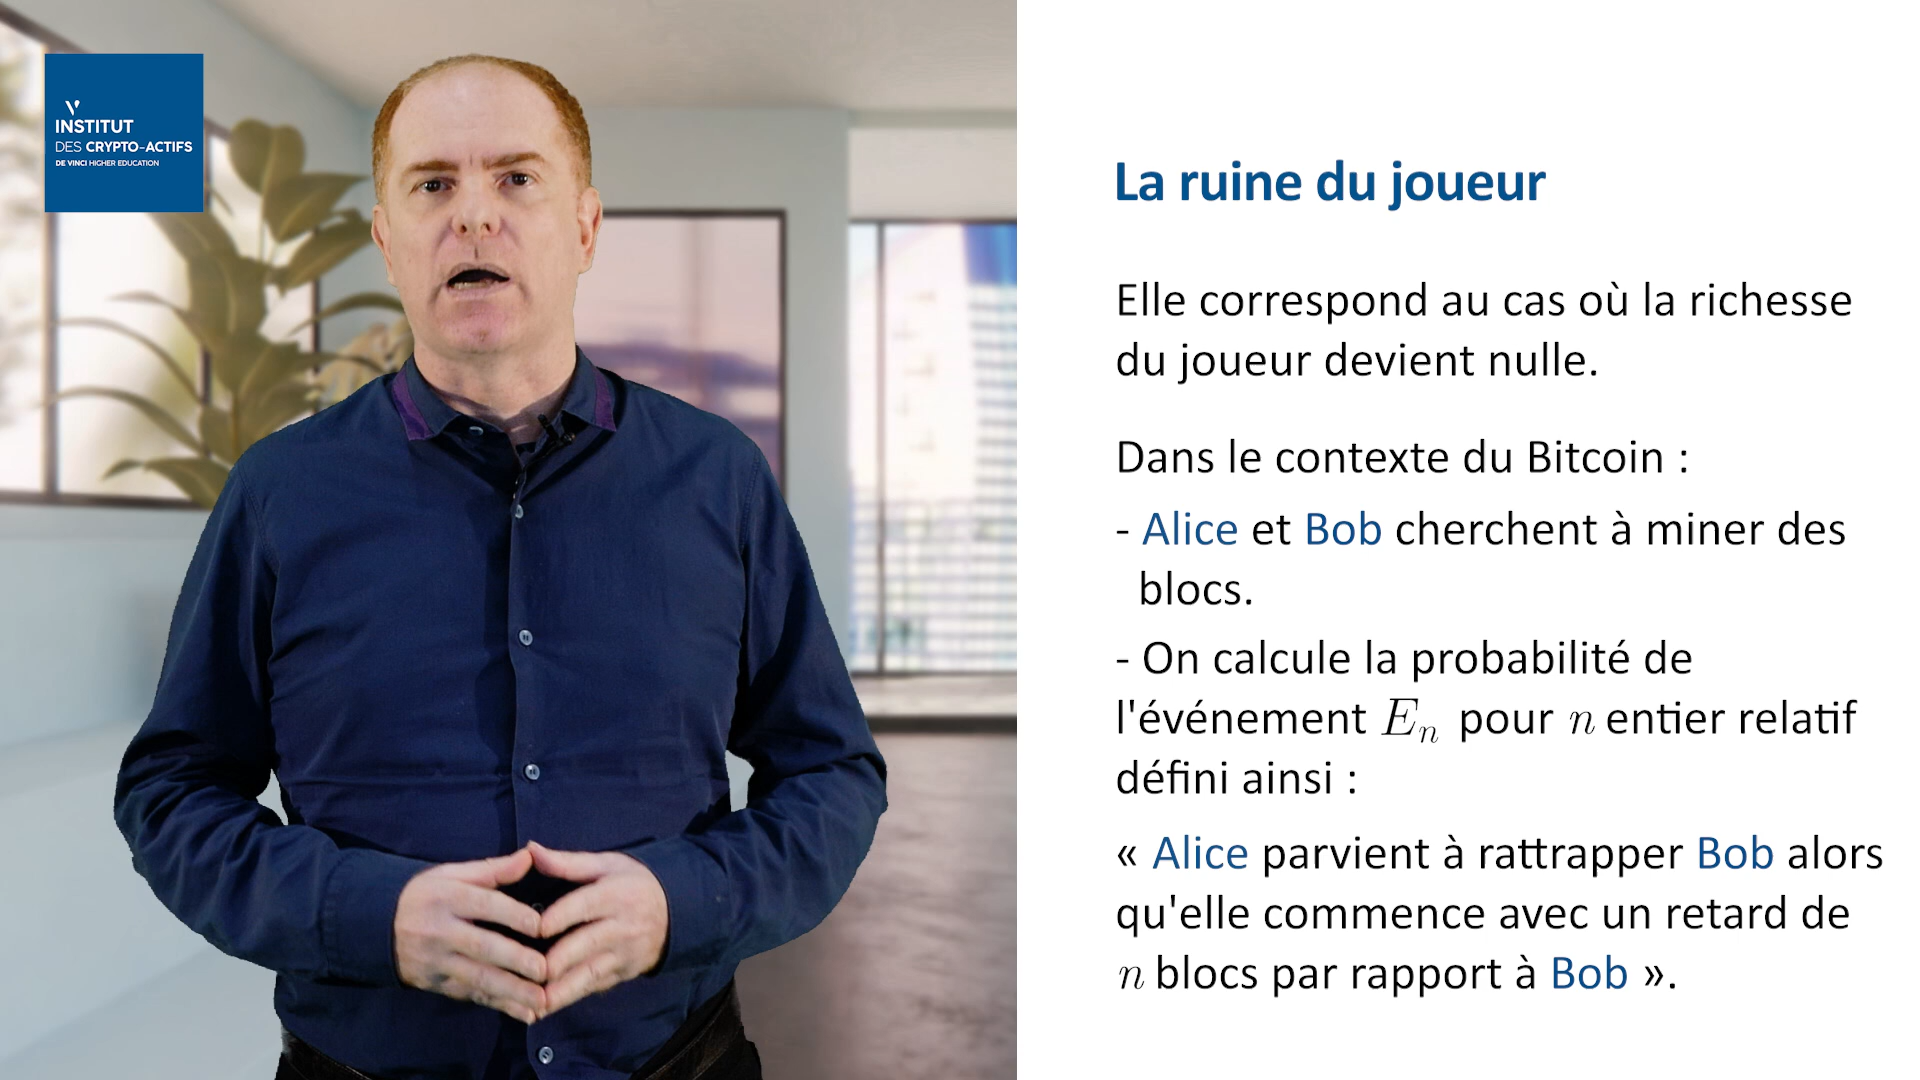 INSTITUT
DES CRYPTO-ACTIFS
DE VINCI HIGHER EDUCATION
La ruine du joueur
Elle correspond au cas où la richesse
du joueur devient nulle.
Dans le contexte du Bitcoin :
- Alice et Bob cherchent à miner des
blocs.
- On calcule la probabilité de
l'événement Eₙ pour n entier relatif
défini ainsi :
« Alice parvient à rattrapper Bob alors
qu'elle commence avec un retard de
n blocs par rapport à Bob ».